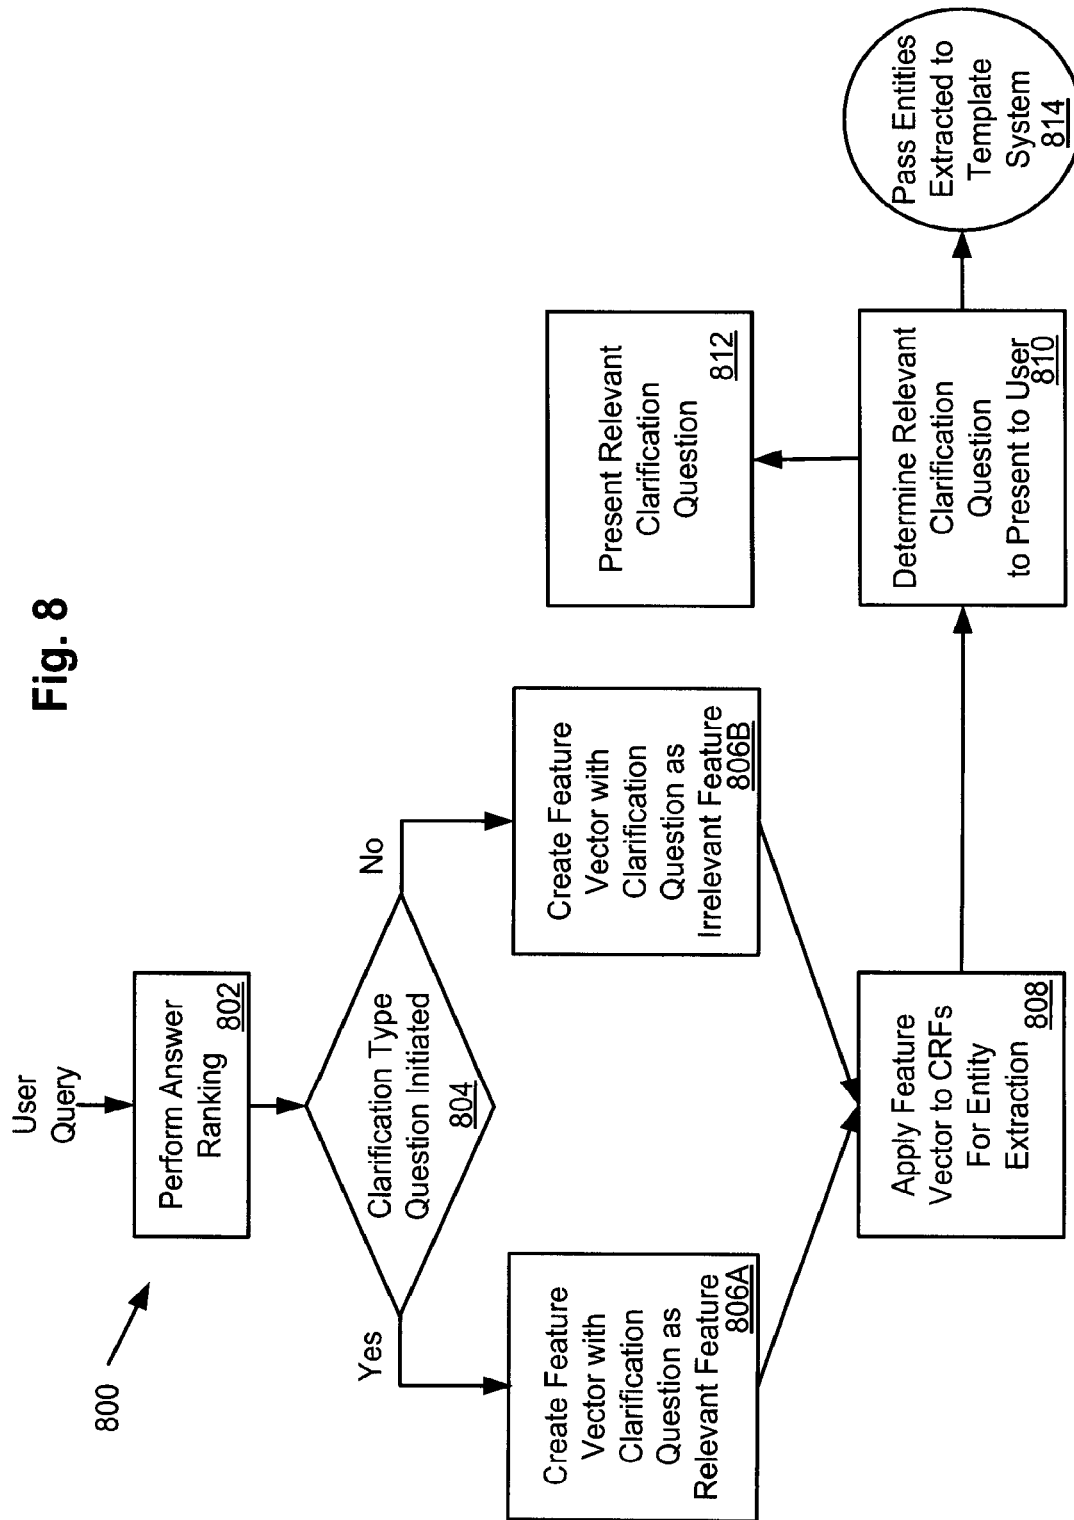 Fig. 8
800
User
Query
Perform Answer
Ranking
802
Clarification Type
Question Initiated
804
Yes
No
Create Feature
Vector with
Clarification
Question as
Relevant Feature
806A
Create Feature
Vector with
Clarification
Question as
Irrelevant Feature
806B
Apply Feature
Vector to CRFs
For Entity
Extraction
808
Determine Relevant
Clarification
Question
to Present to User
810
Present Relevant
Clarification
Question
812
Pass Entities
Extracted to
Template
System
814